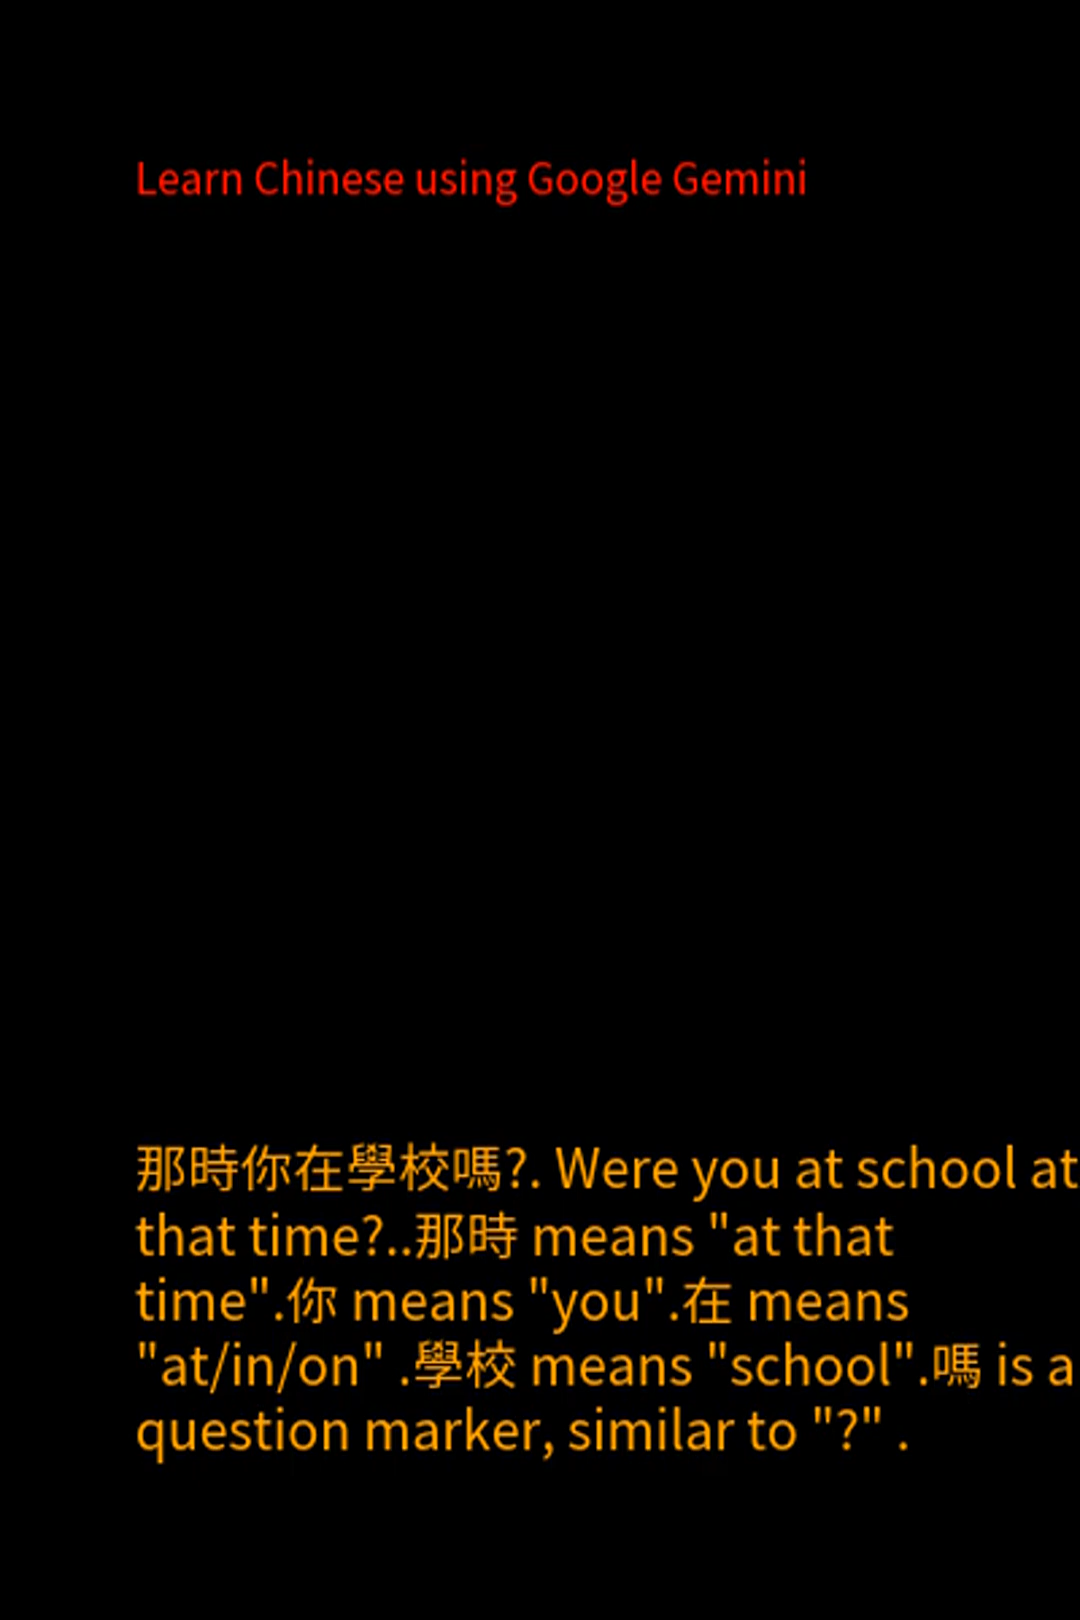 Learn Chinese using Google Gemini
那時你在學校嗎?. Were you at school at
that time?..那時 means "at that
time".你 means "you".在 means
"at/in/on" .學校 means "school".嗎 is a
question marker, similar to "?" .